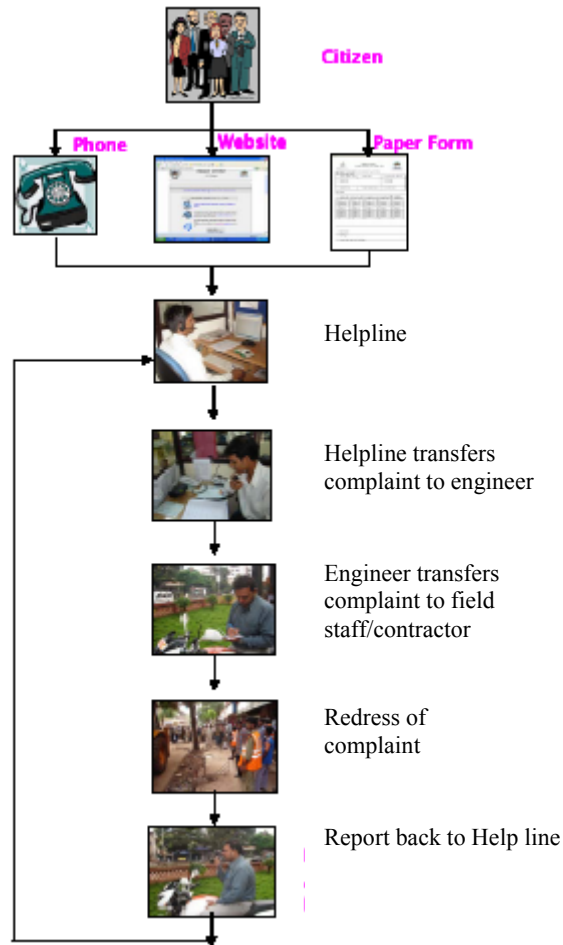 Citizen
Phone
Website
Paper Form
Helpline
Helpline transfers
complaint to engineer
Engineer transfers
complaint to field
staff/contractor
Redress of
complaint
Report back to Help line